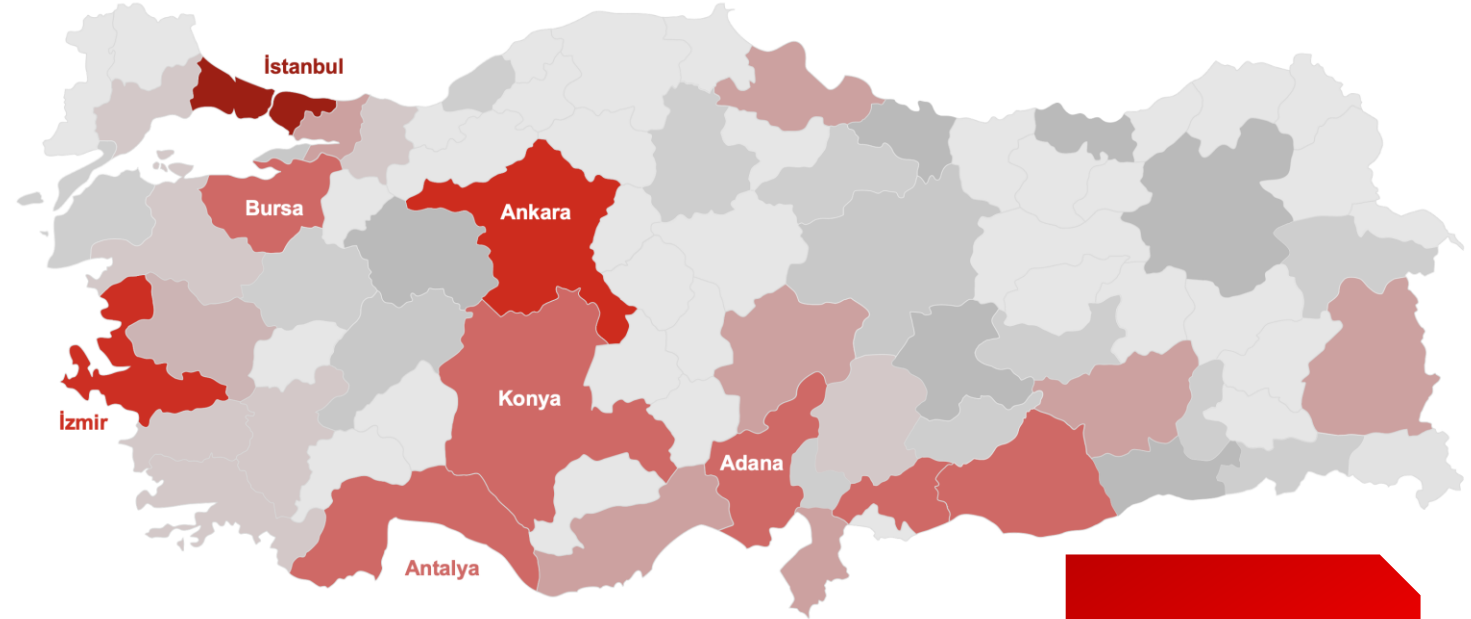 İstanbul
Bursa
Ankara
Konya
İzmir
Adana
Antalya